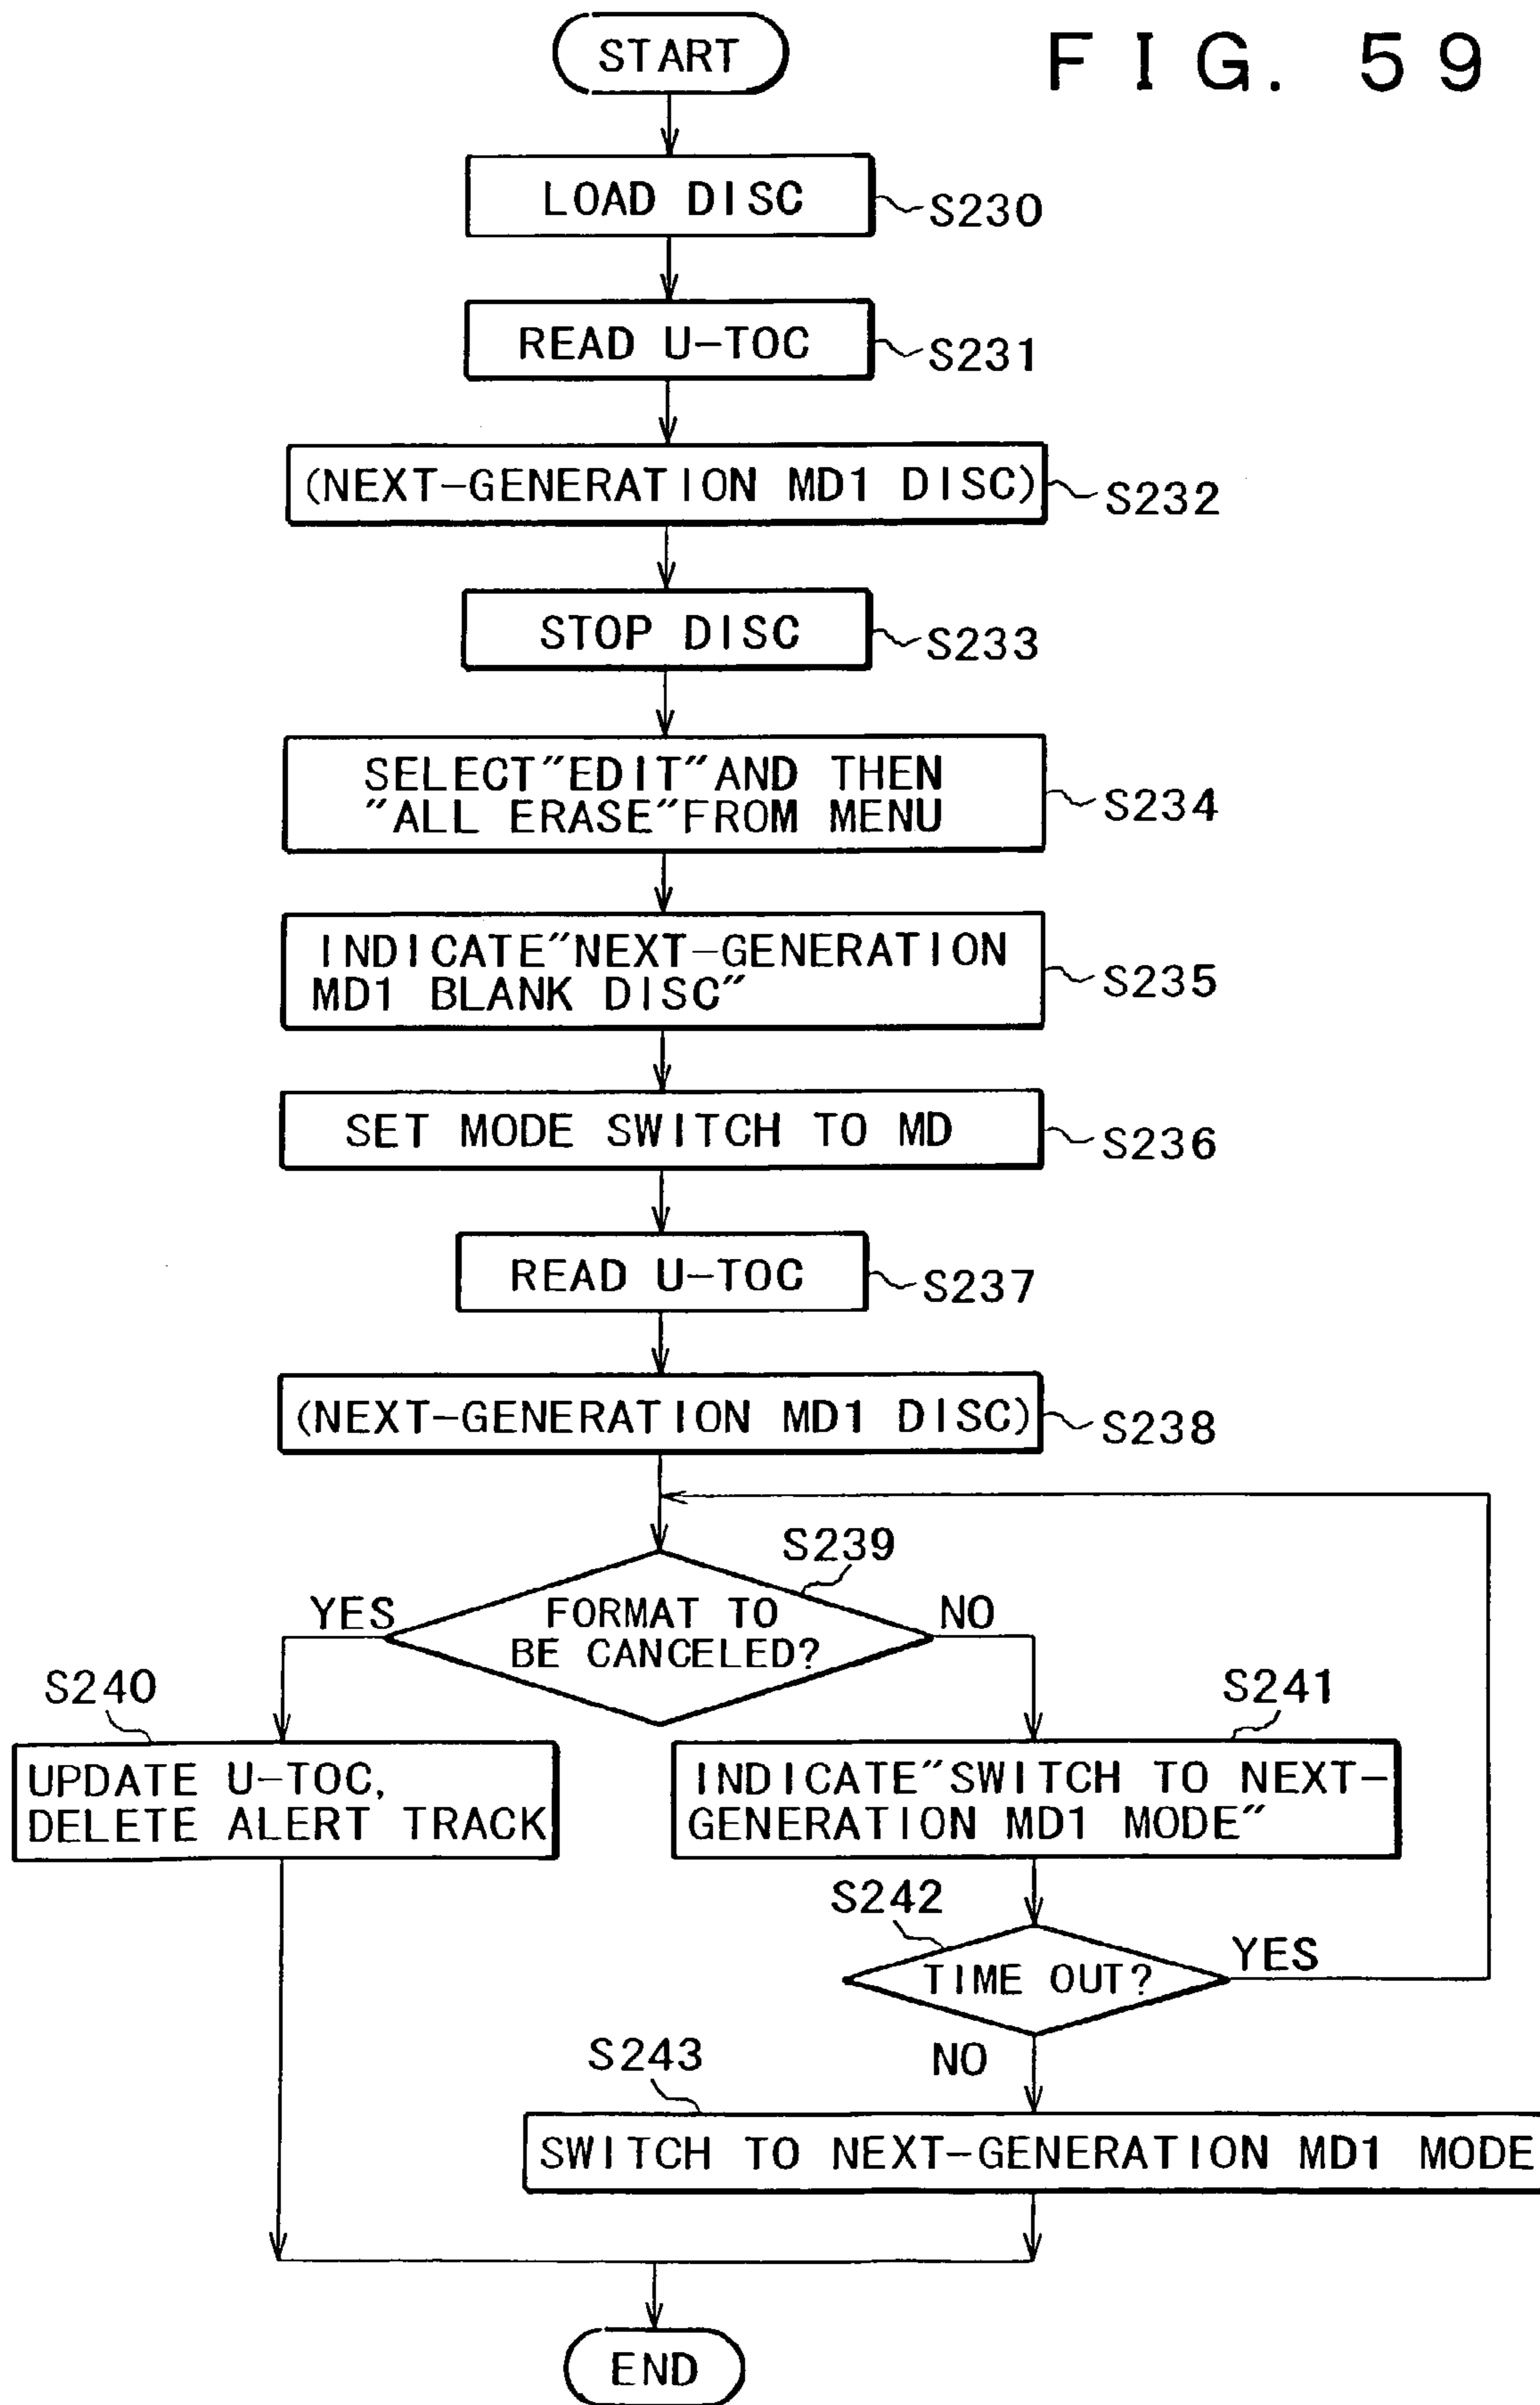 FIG. 59
START
LOAD DISC
S230
READ U-TOC
S231
(NEXT-GENERATION MD1 DISC)
S232
STOP DISC
S233
SELECT"EDIT"AND THEN
"ALL ERASE"FROM MENU
S234
INDICATE"NEXT-GENERATION
MD1 BLANK DISC"
S235
SET MODE SWITCH TO MD
S236
READ U-TOC
S237
(NEXT-GENERATION MD1 DISC)
S238
S239
YES
FORMAT TO
BE CANCELED?
NO
S240
UPDATE U-TOC,
DELETE ALERT TRACK
S241
INDICATE"SWITCH TO NEXT-
GENERATION MD1 MODE"
S242
TIME OUT?
YES
NO
S243
SWITCH TO NEXT-GENERATION MD1 MODE
END